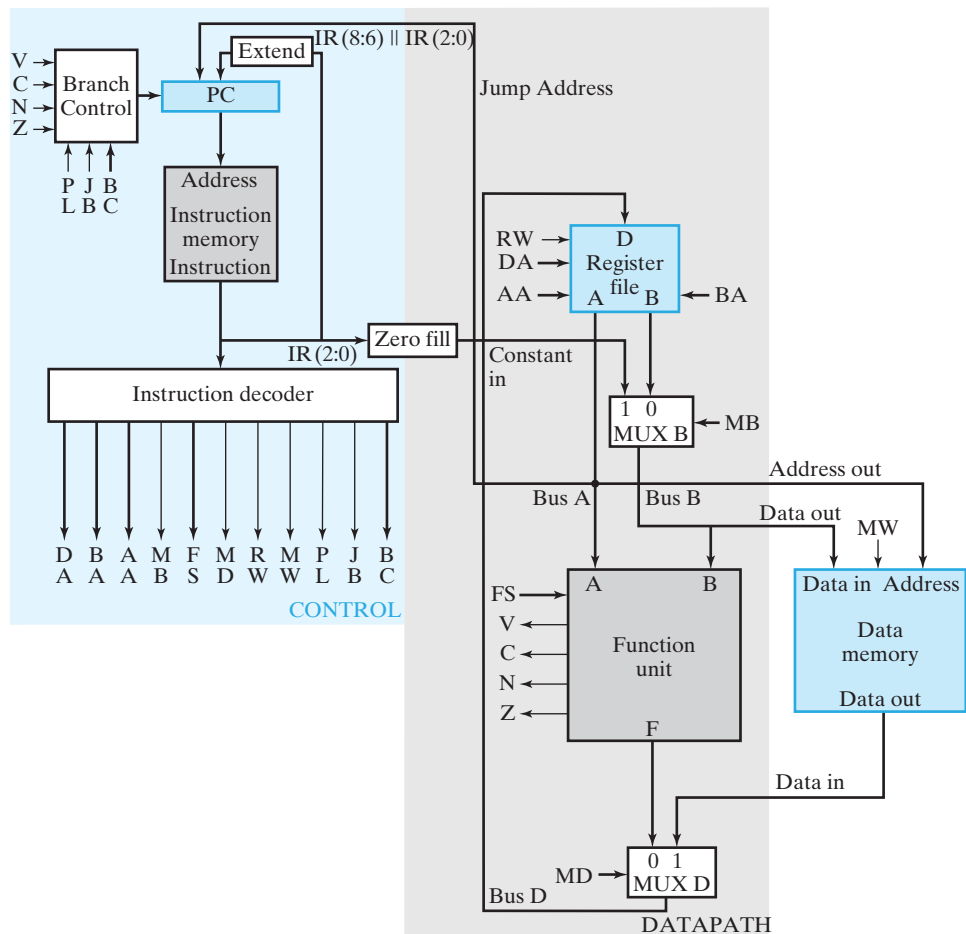 IR(8:6) || IR(2:0)
Extend
V
C
N
Z
Branch
Control
PC
Jump Address
P
L
J
B
B
C
Address
Instruction
memory
Instruction
RW
DA
AA
D
Register
file
A
B
BA
IR(2:0)
Zero fill
Constant
in
Instruction decoder
1 0
MUX B
MB
Address out
Bus A
Bus B
Data out
MW
D
A
B
A
A
A
M
B
F
S
M
D
R
W
M
W
P
L
J
B
B
C
CONTROL
FS
V
C
N
Z
A
B
Function
unit
F
Data in Address
Data
memory
Data out
Data in
0 1
MUX D
MD
Bus D
DATAPATH